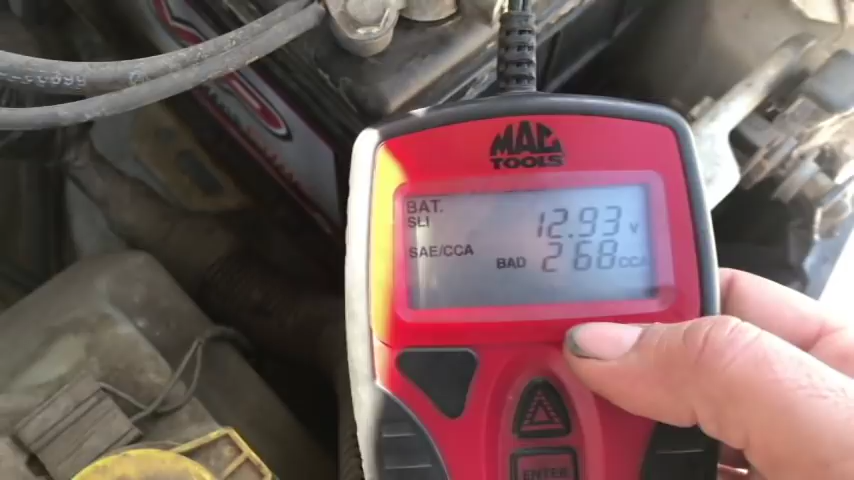 MAC
TOOLS
BAT.
SLI
12.93 V
SAE/CCA
BAD 268 CCA
ENTER